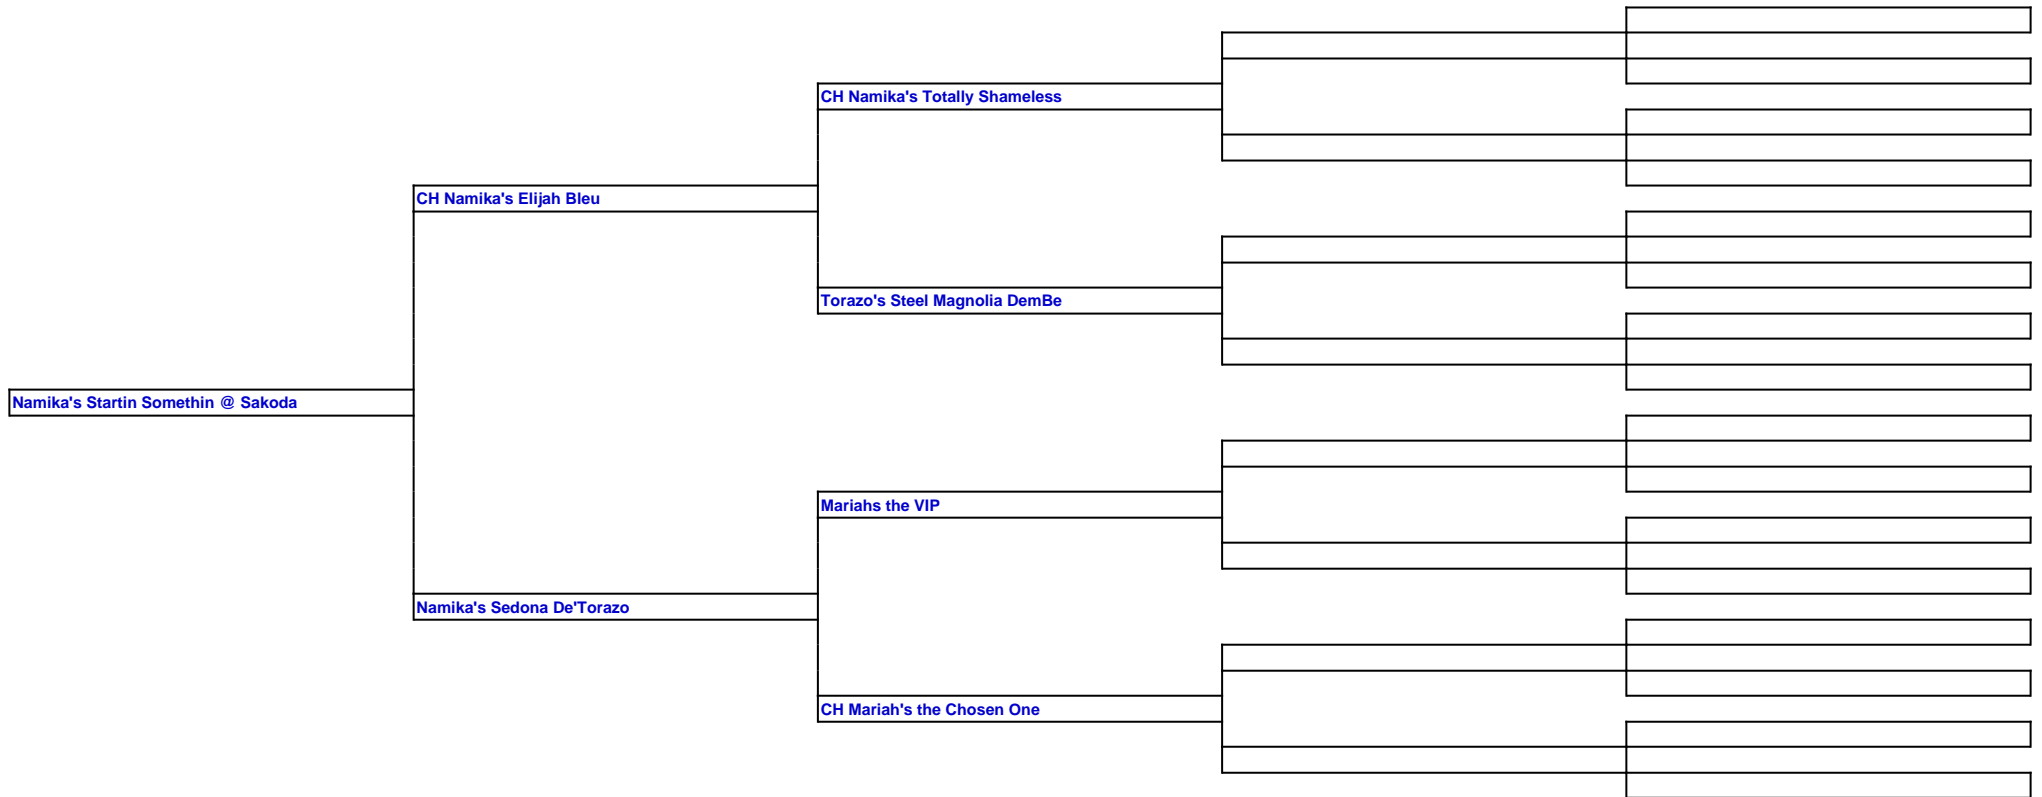 CH Namika's Totally Shameless
CH Namika's Elijah Bleu
Torazo's Steel Magnolia DemBe
Namika's Startin Somethin @ Sakoda
Mariahs the VIP
Namika's Sedona De'Torazo
CH Mariah's the Chosen One